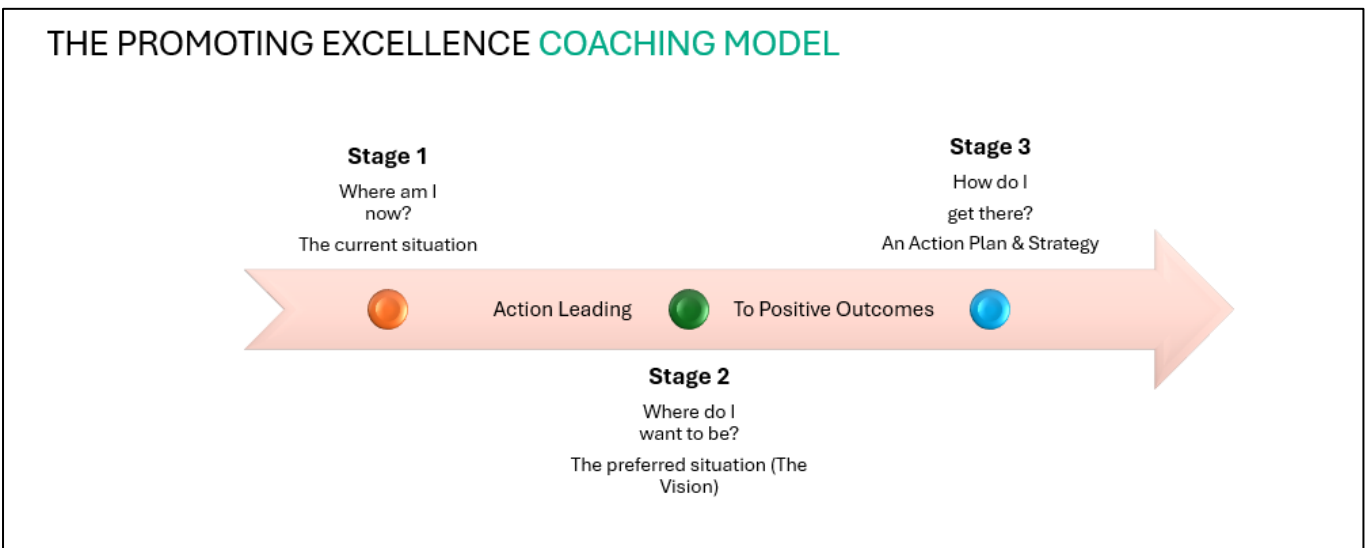 THE PROMOTING EXCELLENCE COACHING MODEL
Stage 1
Where am I
now?
The current situation
Stage 3
How do I
get there?
An Action Plan & Strategy
Action Leading
To Positive Outcomes
Stage 2
Where do I
want to be?
The preferred situation (The
Vision)